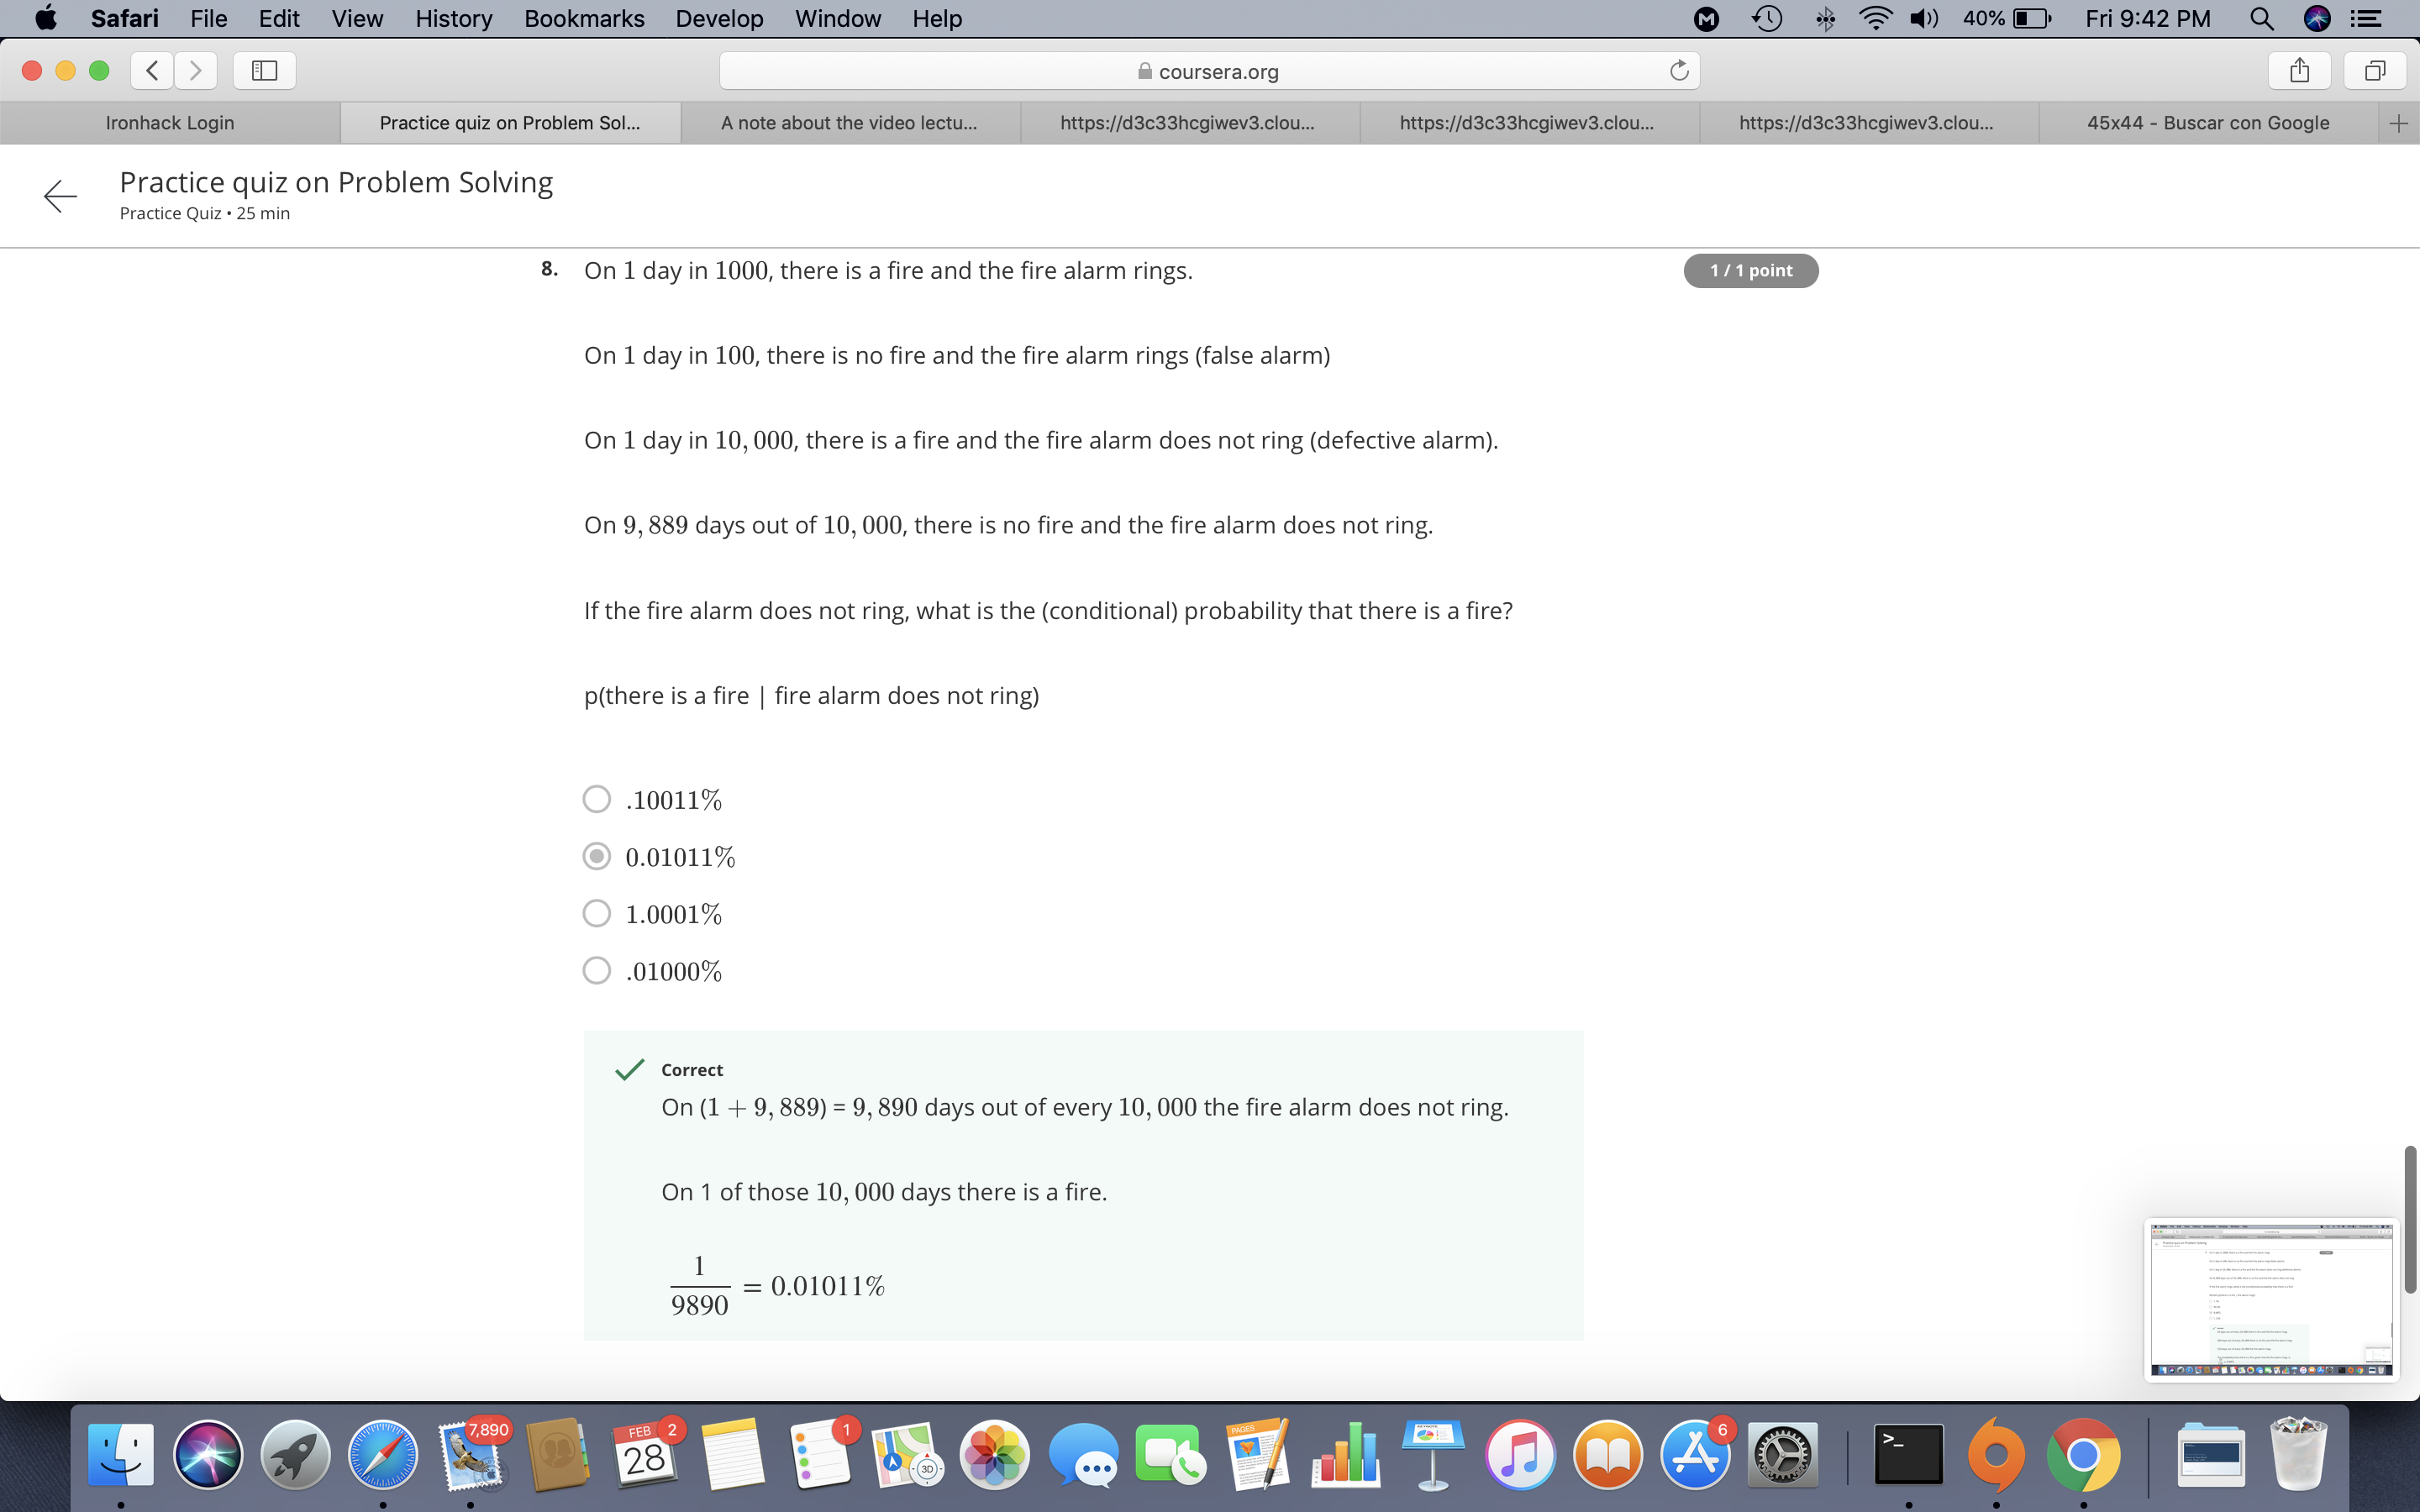 Safari File Edit View History Bookmarks Develop Window Help 40% Fri 9:42 PM
coursera.org
Ironhack Login Practice quiz on Problem Sol... A note about the video lectu... https://d3c33hcgiwev3.clou... https://d3c33hcgiwev3.clou... https://d3c33hcgiwev3.clou... 45x44 - Buscar con Google
Practice quiz on Problem Solving
Practice Quiz • 25 min
8. On 1 day in 1000, there is a fire and the fire alarm rings. 1 / 1 point
On 1 day in 100, there is no fire and the fire alarm rings (false alarm)
On 1 day in 10, 000, there is a fire and the fire alarm does not ring (defective alarm).
On 9, 889 days out of 10, 000, there is no fire and the fire alarm does not ring.
If the fire alarm does not ring, what is the (conditional) probability that there is a fire?
p(there is a fire | fire alarm does not ring)
.10011%
0.01011%
1.0001%
.01000%
Correct
On (1 + 9, 889) = 9, 890 days out of every 10, 000 the fire alarm does not ring.
On 1 of those 10, 000 days there is a fire.
1
9890
= 0.01011%
7,890 FEB 28 2 1 3D PAGES 6 >_